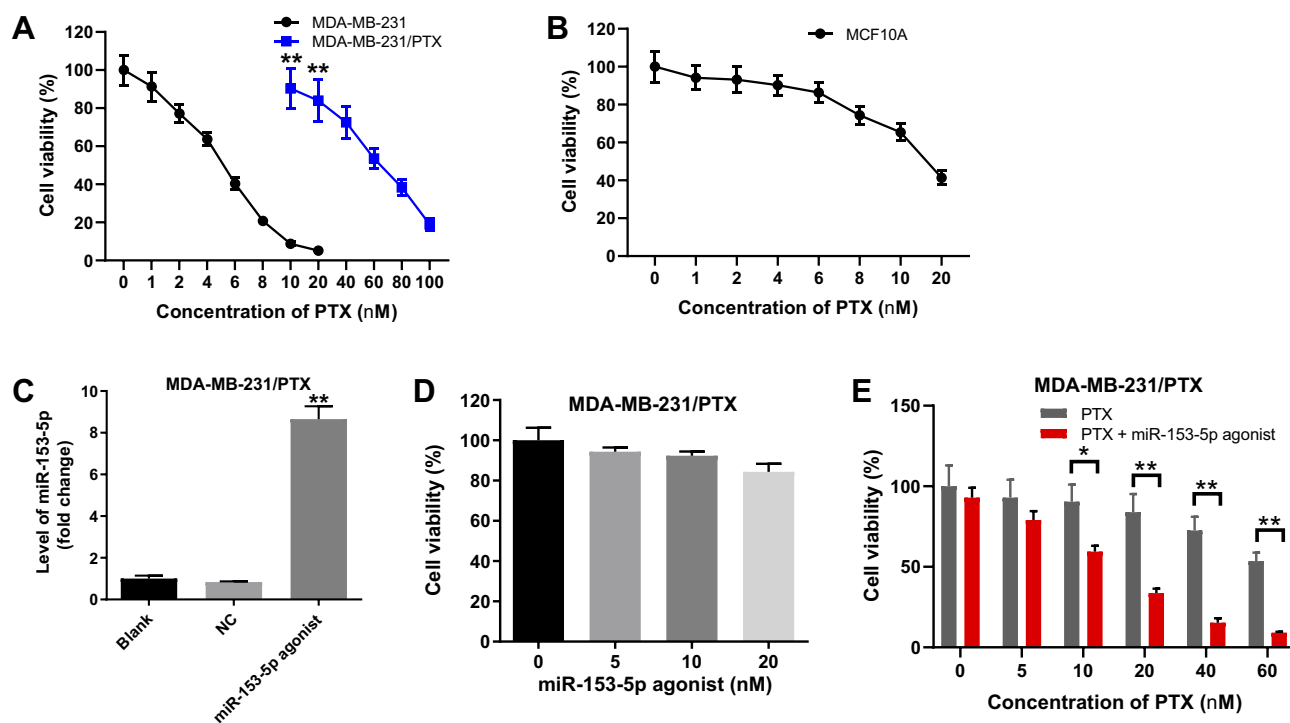 A
MDA-MB-231
MDA-MB-231/PTX
**
**
Cell viability (%)
120
100
80
60
40
20
0
0 1 2 4 6 8 10 20 40 60 80 100
Concentration of PTX (nM)
B
MCF10A
Cell viability (%)
120
100
80
60
40
20
0
0 1 2 4 6 8 10 20
Concentration of PTX (nM)
C
MDA-MB-231/PTX
**
Level of miR-153-5p
(fold change)
10
8
6
4
2
0
Blank
NC
miR-153-5p agonist
D
MDA-MB-231/PTX
Cell viability (%)
120
100
80
60
40
20
0
0 5 10 20
miR-153-5p agonist (nM)
E
MDA-MB-231/PTX
PTX
PTX + miR-153-5p agonist
*
**
**
**
Cell viability (%)
150
100
50
0
0 5 10 20 40 60
Concentration of PTX (nM)